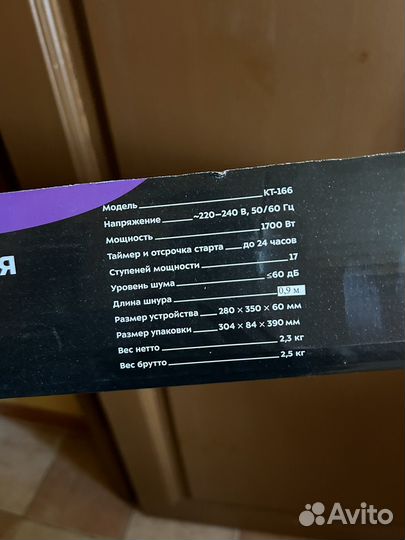 Я
Модель КТ-166
Напряжение ~220–240 В, 50/60 Гц
Мощность 1700 Вт
Таймер и отсрочка старта до 24 часов
Ступеней мощности 17
Уровень шума ≤60 дБ
Длина шнура 0,9 м
Размер устройства 280 × 350 × 60 мм
Размер упаковки 304 × 84 × 390 мм
Вес нетто 2,3 кг
Вес брутто 2,5 кг
Avito